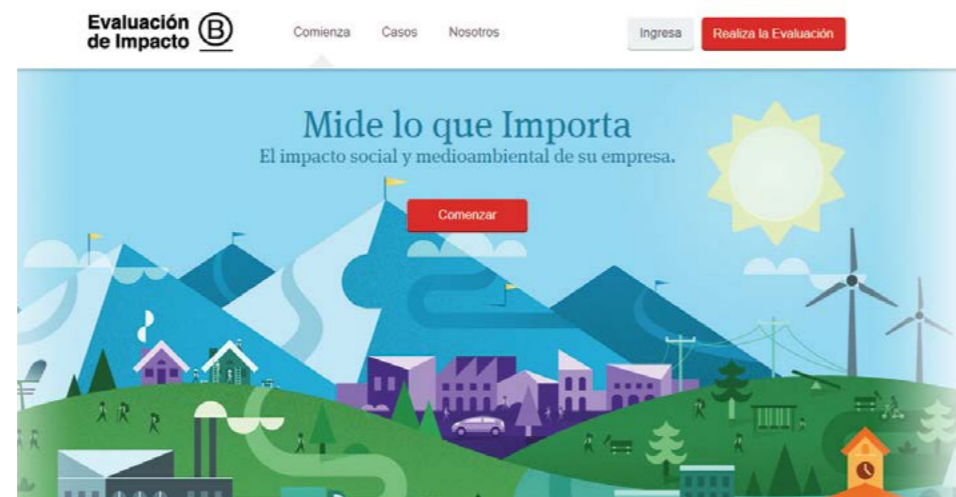 Evaluación
de Impacto B
Comienza Casos Nosotros
Ingresa Realiza la Evaluación
Mide lo que Importa
El impacto social y medioambiental de su empresa.
Comenzar